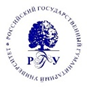 РОССИЙСКИЙ ГОСУДАРСТВЕННЫЙ ГУМАНИТАРНЫЙ УНИВЕРСИТЕТ •
РГГУ